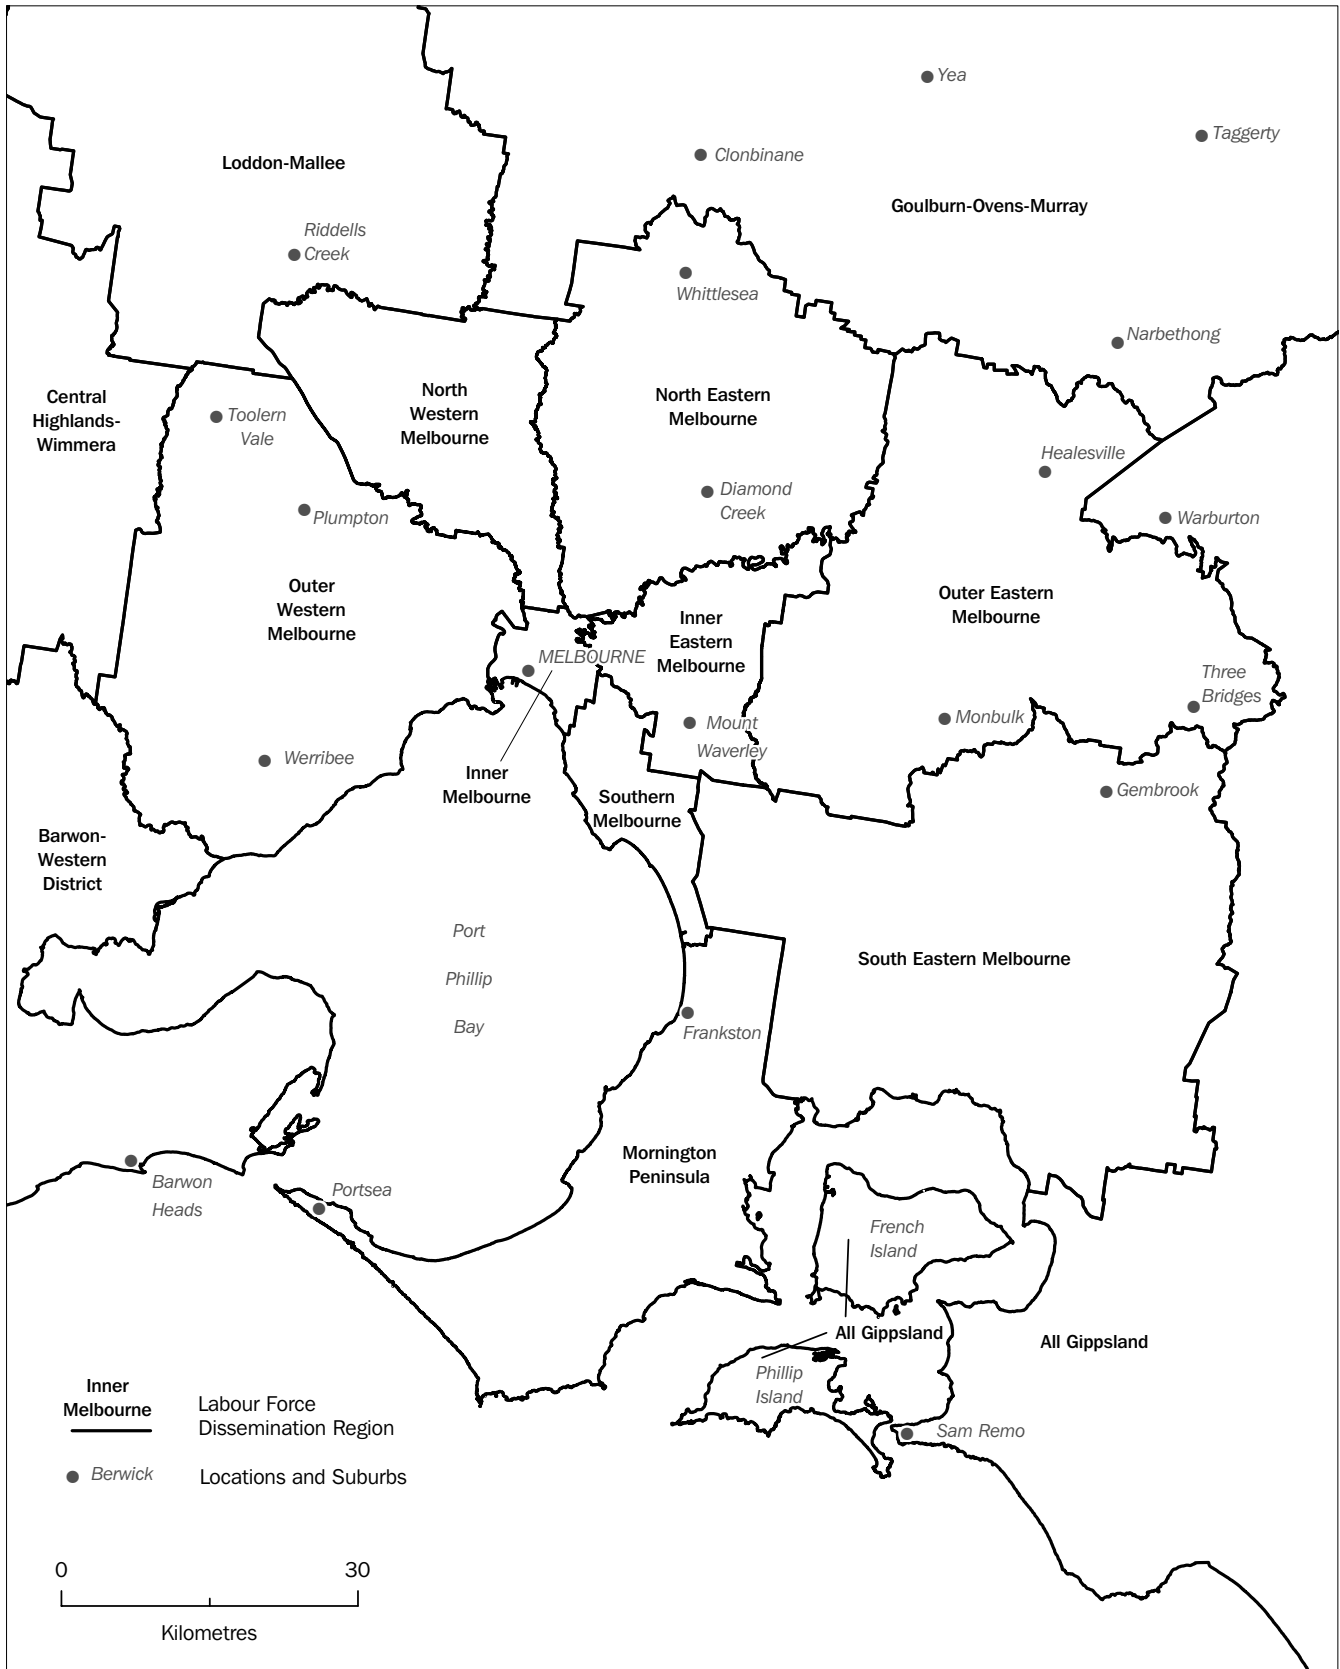 Yea
Taggerty
Clonbinane
Loddon-Mallee
Goulburn-Ovens-Murray
Riddells
Creek
Whittlesea
Narbethong
Central
Highlands-
Wimmera
North
Western
Melbourne
North Eastern
Melbourne
Toolern
Vale
Healesville
Diamond
Creek
Plumpton
Warburton
Outer
Western
Melbourne
Outer Eastern
Melbourne
Inner
Eastern
Melbourne
MELBOURNE
Three
Bridges
Mount
Waverley
Monbulk
Werribee
Inner
Melbourne
Southern
Melbourne
Gembrook
Barwon-
Western
District
Port
Phillip
Bay
South Eastern Melbourne
Frankston
Mornington
Peninsula
Barwon
Heads
Portsea
French
Island
All Gippsland
All Gippsland
Phillip
Island
Sam Remo
Inner
Melbourne
Labour Force
Dissemination Region
Berwick
Locations and Suburbs
0 30
Kilometres